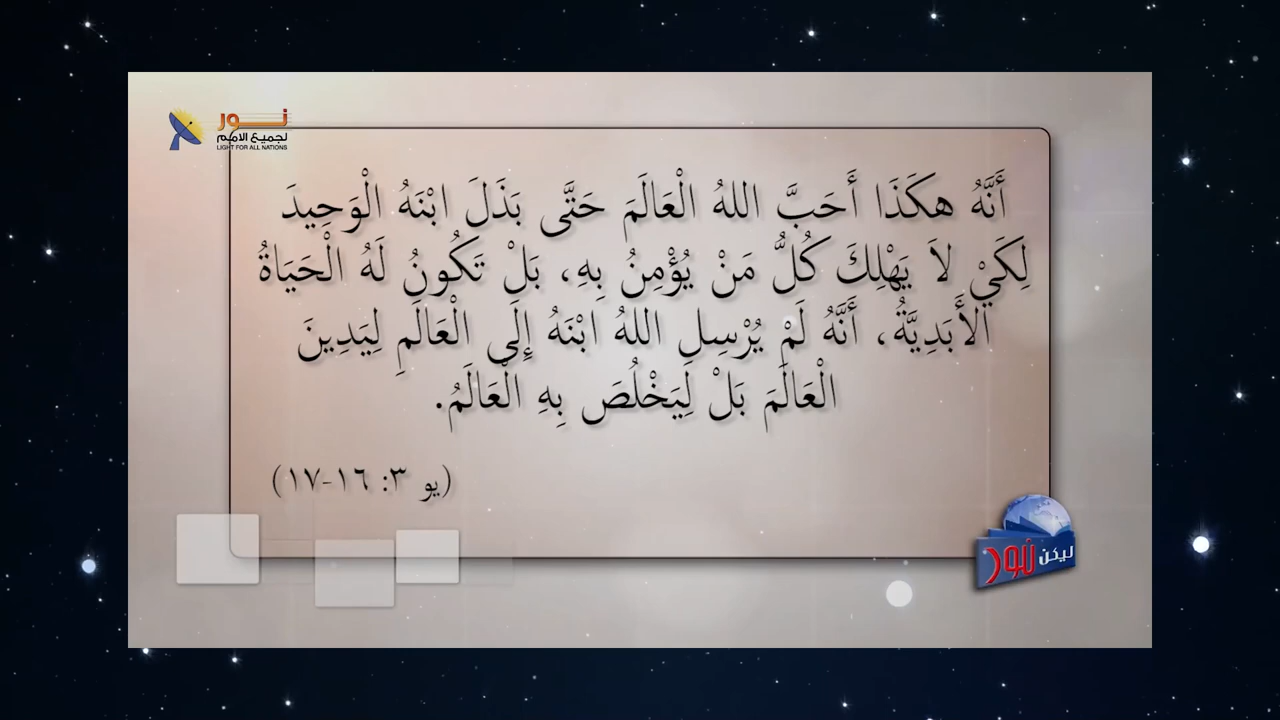 نور
لجميع الامم
LIGHT FOR ALL NATIONS
أَنَّهُ هكَذَا أَحَبَّ اللهُ الْعَالَمَ حَتَّى بَذَلَ ابْنَهُ الْوَحِيدَ
لِكَيْ لاَ يَهْلِكَ كُلُّ مَنْ يُؤْمِنُ بِهِ، بَلْ تَكُونُ لَهُ الْحَيَاةُ
الأَبَدِيَّةُ، أَنَّهُ لَمْ يُرْسِلِ اللهُ ابْنَهُ إِلَى الْعَالَمِ لِيَدِينَ
الْعَالَمَ بَلْ لِيَخْلُصَ بِهِ الْعَالَمُ.
(يو ٣: ١٦-١٧)
ليكن نور